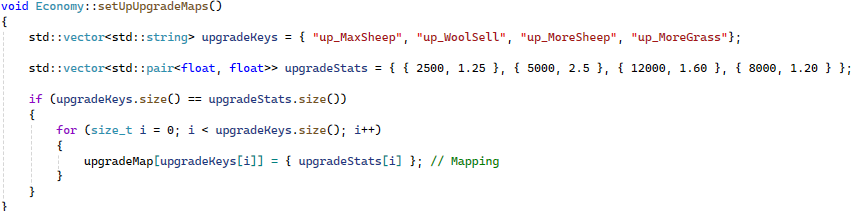 void Economy::setUpUpgradeMaps()
{
    std::vector<std::string> upgradeKeys = { "up_MaxSheep", "up_WoolSell", "up_MoreSheep", "up_MoreGrass"};

    std::vector<std::pair<float, float>> upgradeStats = { { 2500, 1.25 }, { 5000, 2.5 }, { 12000, 1.60 }, { 8000, 1.20 } };

    if (upgradeKeys.size() == upgradeStats.size())
    {
        for (size_t i = 0; i < upgradeKeys.size(); i++)
        {
            upgradeMap[upgradeKeys[i]] = { upgradeStats[i] }; // Mapping
        }
    }
}